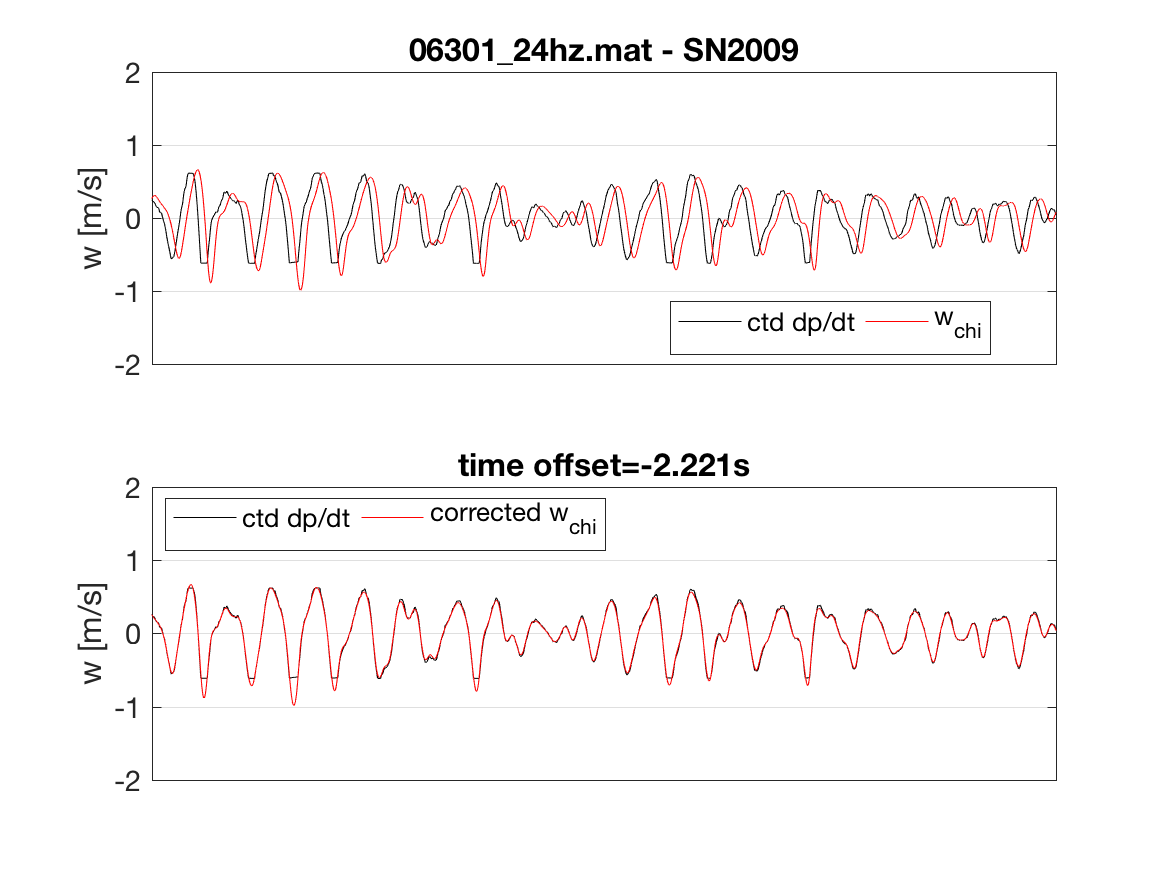 06301_24hz.mat - SN2009
2
1
0
-1
-2
w [m/s]
ctd dp/dt w_chi
time offset=-2.221s
2
1
0
-1
-2
w [m/s]
ctd dp/dt corrected w_chi